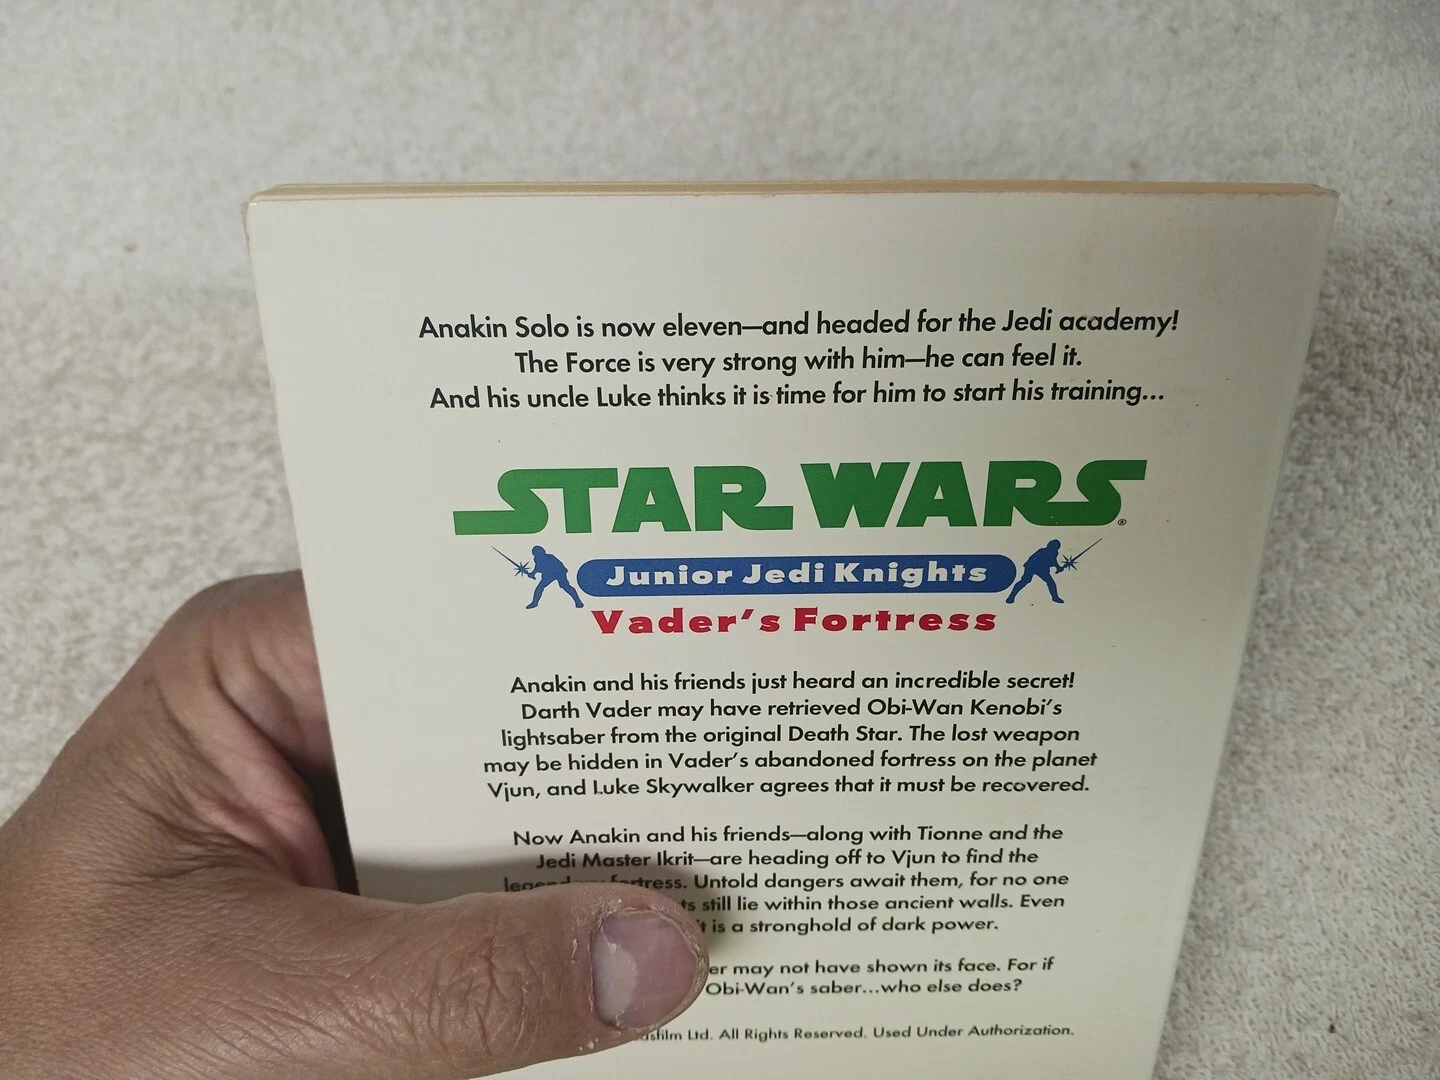 Anakin Solo is now eleven—and headed for the Jedi academy!
The Force is very strong with him—he can feel it.
And his uncle Luke thinks it is time for him to start his training...
STAR WARS®
Junior Jedi Knights
Vader's Fortress
Anakin and his friends just heard an incredible secret!
Darth Vader may have retrieved Obi-Wan Kenobi's
lightsaber from the original Death Star. The lost weapon
may be hidden in Vader's abandoned fortress on the planet
Vjun, and Luke Skywalker agrees that it must be recovered.
Now Anakin and his friends—along with Tionne and the
Jedi Master Ikrit—are heading off to Vjun to find the
legendary fortress. Untold dangers await them, for no one
still lie within those ancient walls. Even
is a stronghold of dark power.
may not have shown its face. For if
Obi-Wan's saber...who else does?
Ltd. All Rights Reserved. Used Under Authorization.